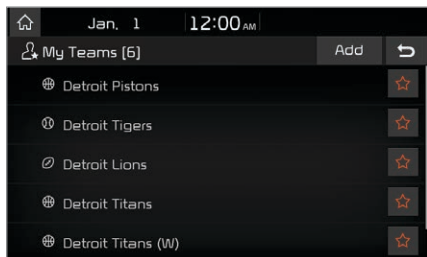 Jan. 1 12:00 AM
My Teams [6] Add
Detroit Pistons
Detroit Tigers
Detroit Lions
Detroit Titans
Detroit Titans (W)